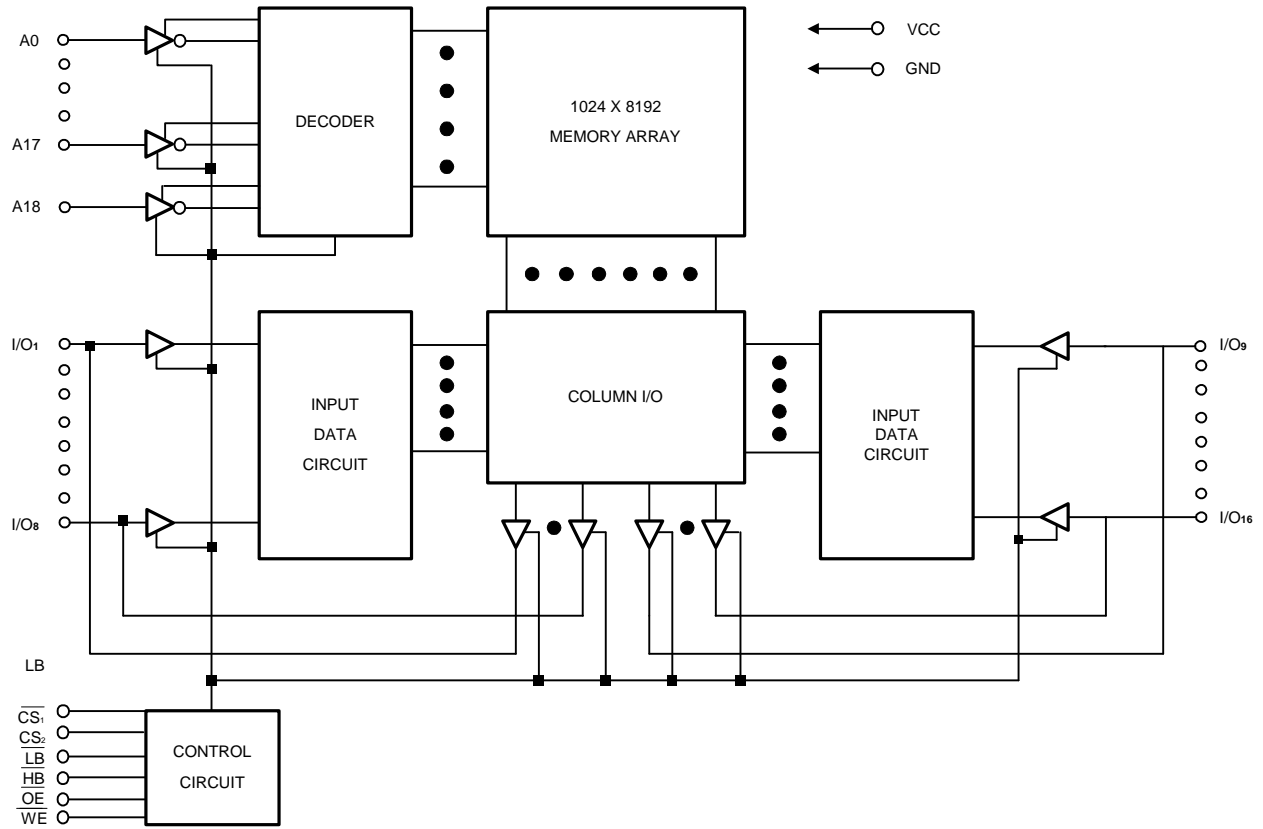 A0
VCC
GND
DECODER
1024 X 8192
MEMORY ARRAY
A17
A18
I/O1
I/O9
INPUT
DATA
CIRCUIT
COLUMN I/O
INPUT
DATA
CIRCUIT
I/O8
I/O16
LB
CS1
CS2
LB
HB
OE
WE
CONTROL
CIRCUIT